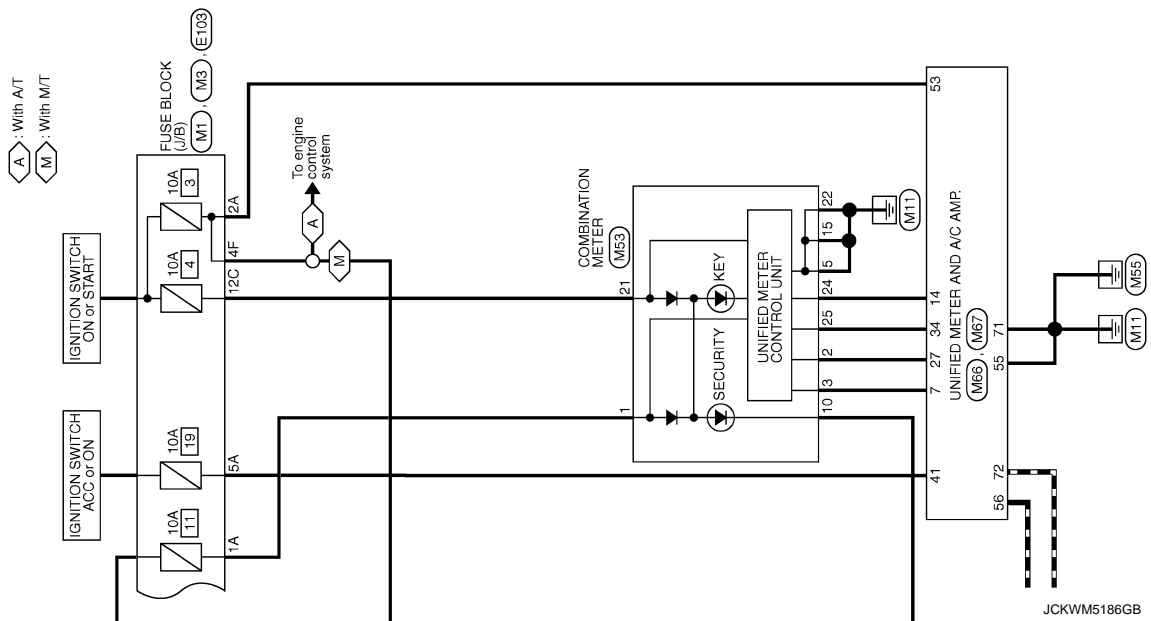 A : With A/T
M : With M/T
FUSE BLOCK
(J/B)
M1 , M3 , E103
IGNITION SWITCH
ON or START
10A
3
10A
4
2A
4F
12C
To engine
control
system
A
M
IGNITION SWITCH
ACC or ON
10A
19
5A
10A
11
1A
COMBINATION
METER
M53
21
1
KEY
SECURITY
UNIFIED METER
CONTROL UNIT
22
15
5
24
25
2
3
10
M11
53
14
34
27
7
41
UNIFIED METER AND A/C AMP.
M66 , M67
71
55
72
56
M55
M11
JCKWM5186GB